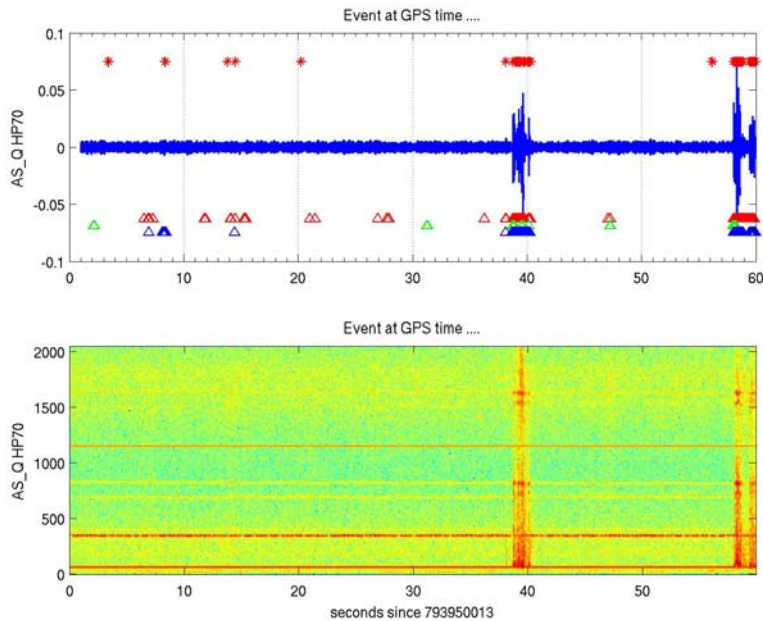 Event at GPS time ....
0.1
0.05
0
-0.05
-0.1
AS_Q HP70
0 10 20 30 40 50 60
Event at GPS time ....
2000
1500
1000
500
0
AS_Q HP70
0 10 20 30 40 50 60
seconds since 793950013